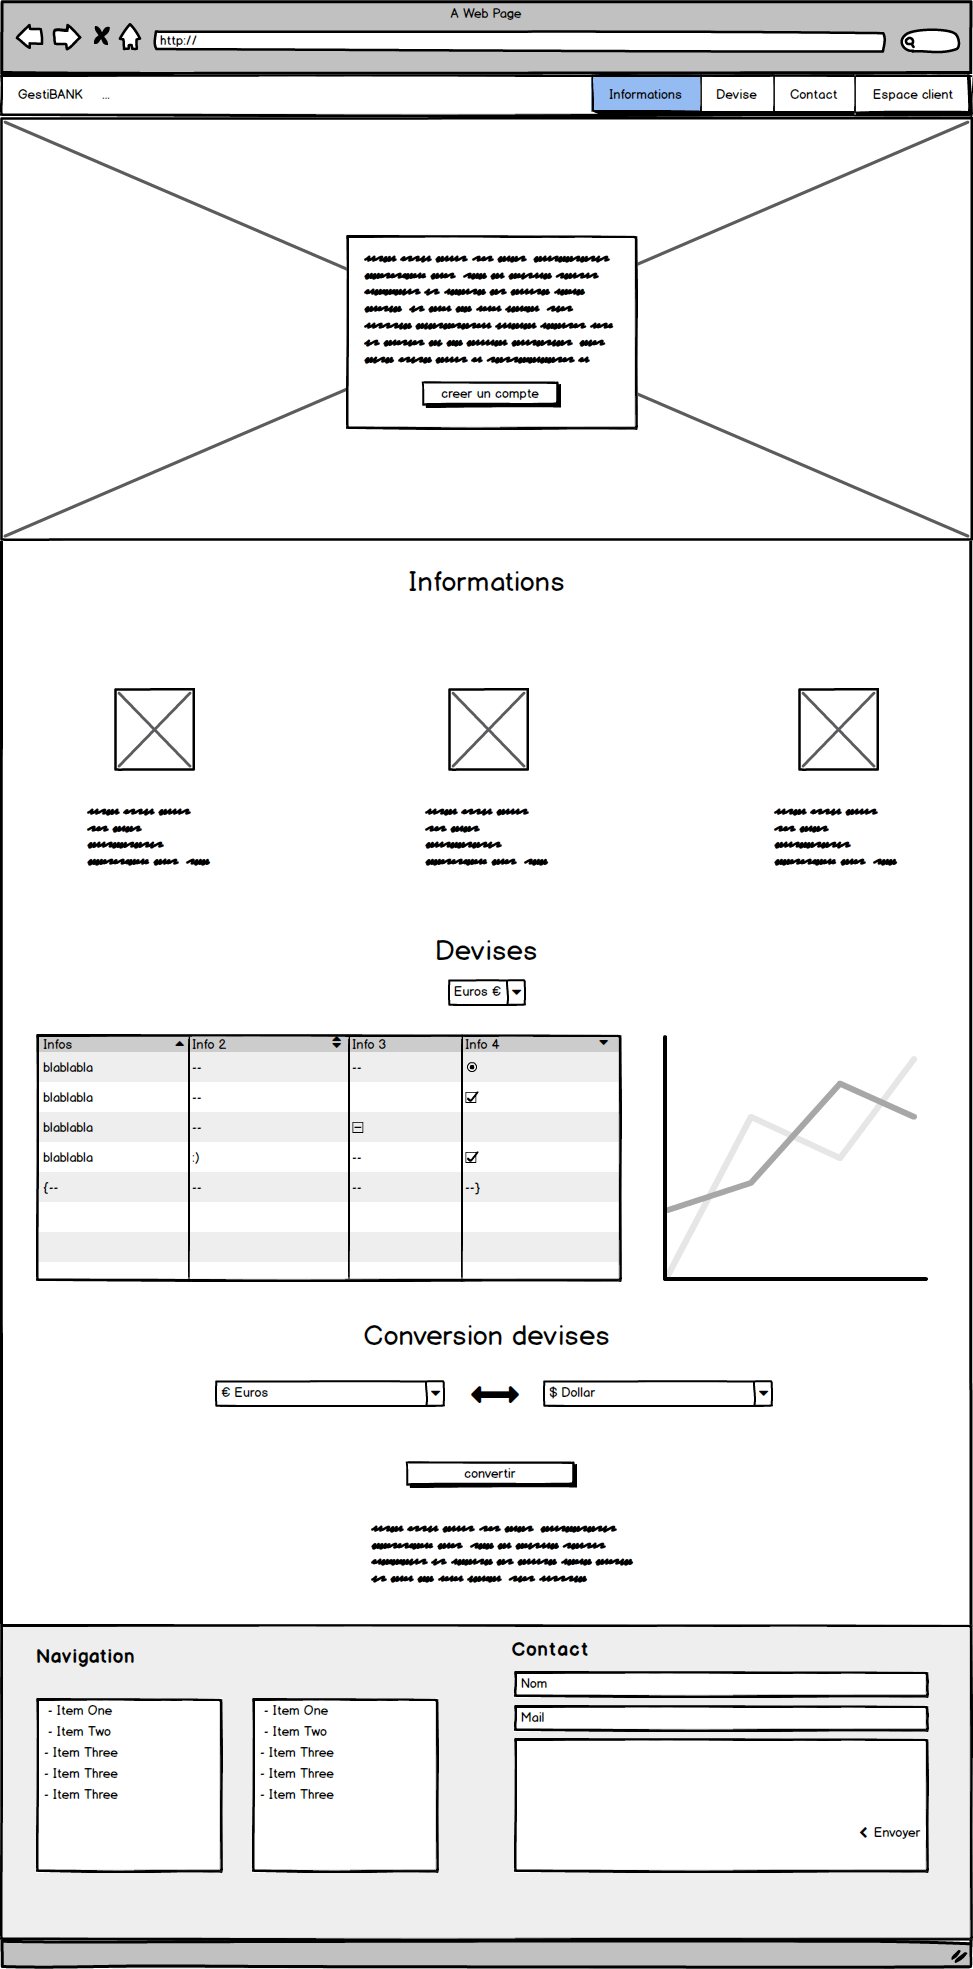 A Web Page
http://
GestiBANK ... Informations Devise Contact Espace client
creer un compte
Informations
Devises
Euros €
Infos Info 2 Info 3 Info 4
blablabla -- --
blablabla --
blablabla --
blablabla :) --
{-- -- -- --}
Conversion devises
€ Euros $ Dollar
convertir
Navigation
- Item One
- Item Two
- Item Three
- Item Three
- Item Three
- Item One
- Item Two
- Item Three
- Item Three
- Item Three
Contact
Nom
Mail
Envoyer